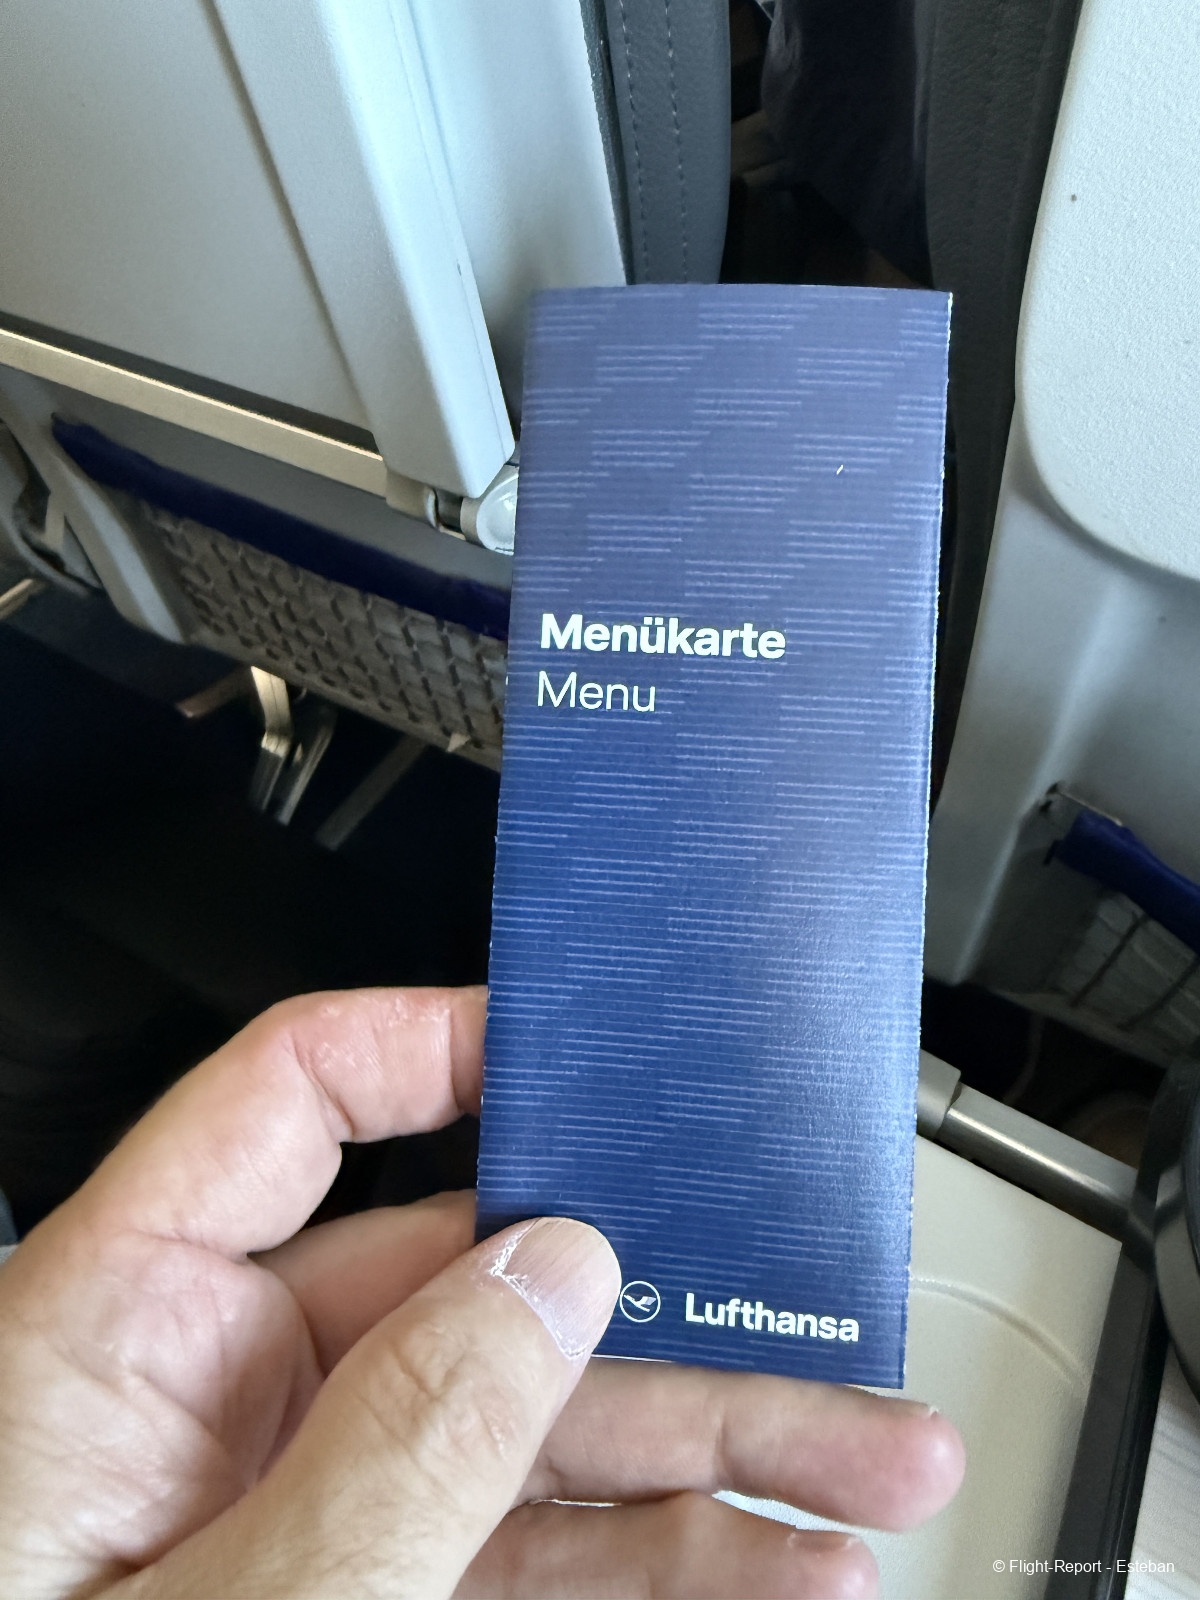 Menükarte
Menu
Lufthansa
© Flight-Report - Esteban